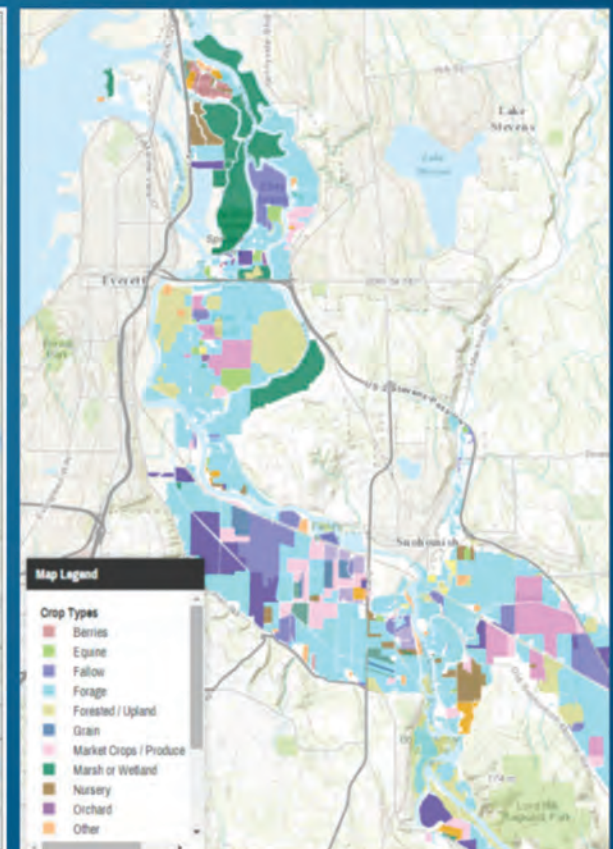 Lake
Stevens
Everett
Snohomish
Map Legend
Crop Types
Berries
Equine
Fallow
Forage
Forested / Upland
Grain
Market Crops / Produce
Marsh or Wetland
Nursery
Orchard
Other